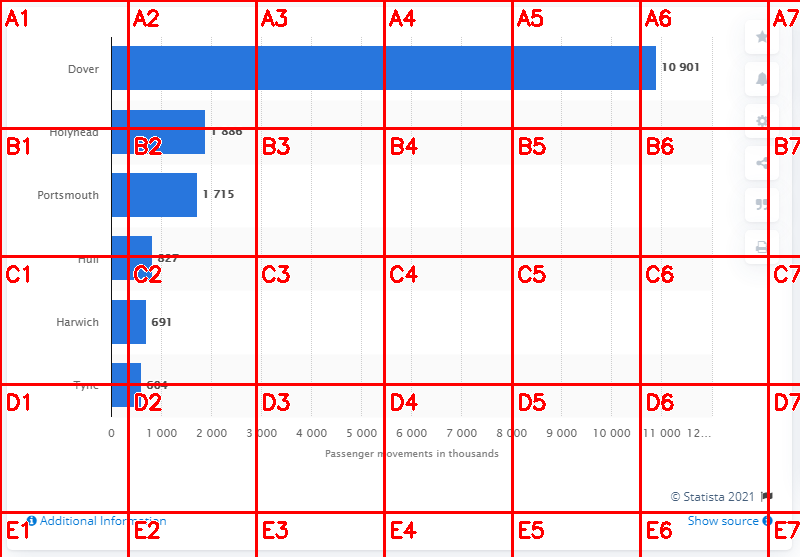 A1 A2 A3 A4 A5 A6 A7
Dover 10 901
Holyhead 1 886
B1 B2 B3 B4 B5 B6 B7
Portsmouth 1 715
Hull 827
C1 C2 C3 C4 C5 C6 C7
Harwich 691
Tyne 604
D1 D2 D3 D4 D5 D6 D7
0 1 000 2 000 3 000 4 000 5 000 6 000 7 000 8 000 9 000 10 000 11 000 12...
Passenger movements in thousands
© Statista 2021
Additional Information Show source
E1 E2 E3 E4 E5 E6 E7